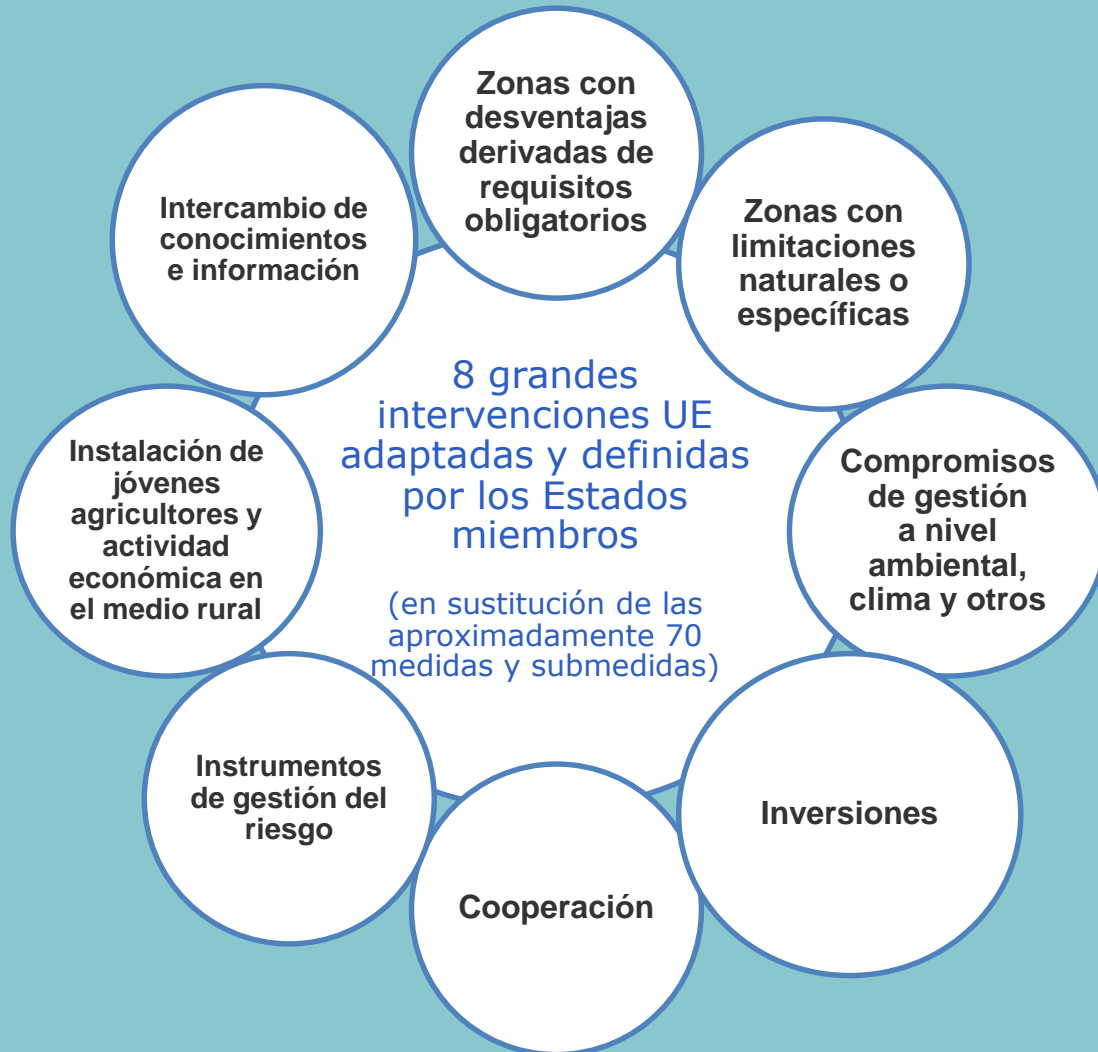 Zonas con
desventajas
derivadas de
requisitos
obligatorios
Zonas con
limitaciones
naturales o
específicas
Compromisos
de gestión
a nivel
ambiental,
clima y otros
Inversiones
Cooperación
Instrumentos
de gestión del
riesgo
Instalación de
jóvenes
agricultores y
actividad
económica en
el medio rural
Intercambio de
conocimientos
e información
8 grandes
intervenciones UE
adaptadas y definidas
por los Estados
miembros
(en sustitución de las
aproximadamente 70
medidas y submedidas)